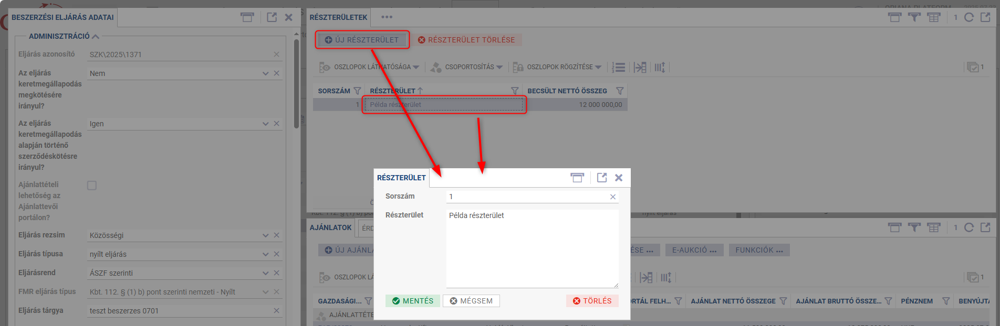 BESZERZÉSI ELJÁRÁS ADATAI
ADMINISZTRÁCIÓ
Eljárás azonosító
SZK\2025\1371
Az eljárás
keretmegállapodás
megkötésére
irányul?
Nem
Az eljárás
keretmegállapodás
alapján történő
szerződéskötésre
irányul?
Igen
Ajánlattételi
lehetőség az
Ajánlattevői
portálon?
Eljárás rezsim
Közösségi
Eljárás típusa
nyílt eljárás
Eljárásrend
ÁSZF szerinti
FMR eljárás típus
Kbt. 112. § (1) b) pont szerinti nemzeti - Nyílt
Eljárás tárgya
teszt beszerzes 0701
RÉSZTERÜLETEK
1
ÚJ RÉSZTERÜLET
RÉSZTERÜLET TÖRLÉSE
OSZLOPOK LÁTHATÓSÁGA
CSOPORTOSÍTÁS
OSZLOPOK RÖGZÍTÉSE
1
SORSZÁM
RÉSZTERÜLET
BECSÜLT NETTÓ ÖSSZEG
1
Példa részterület
12 000 000,00
RÉSZTERÜLET
Sorszám
1
Részterület
Példa részterület
MENTÉS
MÉGSEM
TÖRLÉS
AJÁNLATOK
ÉRD
1
ÚJ AJÁNLA
ÉSE ...
E-AUKCIÓ ...
FUNKCIÓK ...
OSZLOPOK LÁ
1
GAZDASÁGI...
RTÁL FELH...
AJÁNLAT NETTÓ ÖSSZEGE
AJÁNLAT BRUTTÓ ÖSSZE...
PÉNZNEM
BENYÚJTÁ
AJÁNLATTÉTE